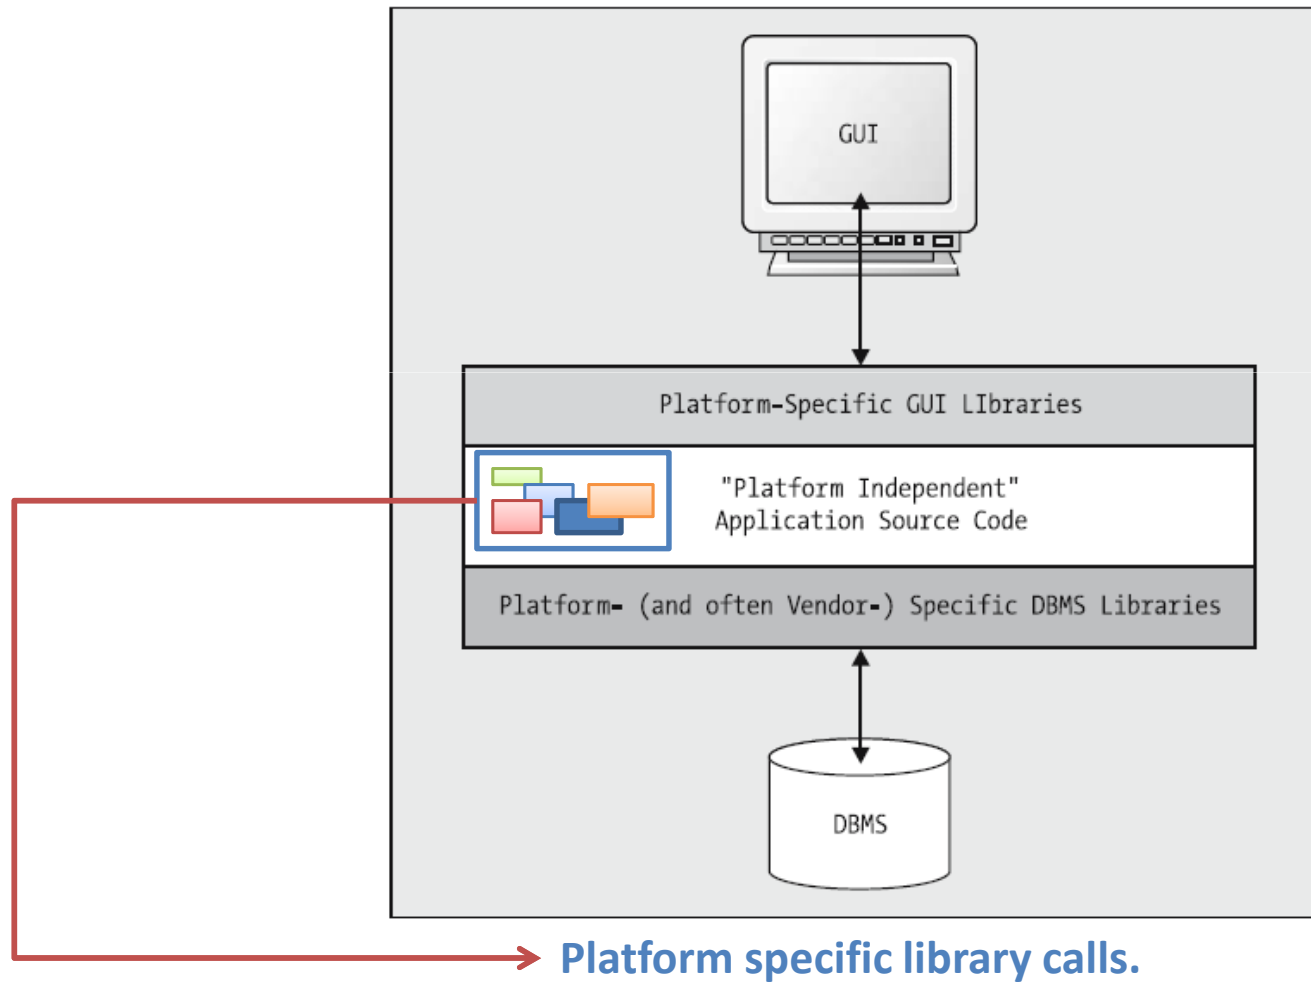 GUI
Platform-Specific GUI LIbraries
"Platform Independent"
Application Source Code
Platform- (and often Vendor-) Specific DBMS Libraries
DBMS
Platform specific library calls.